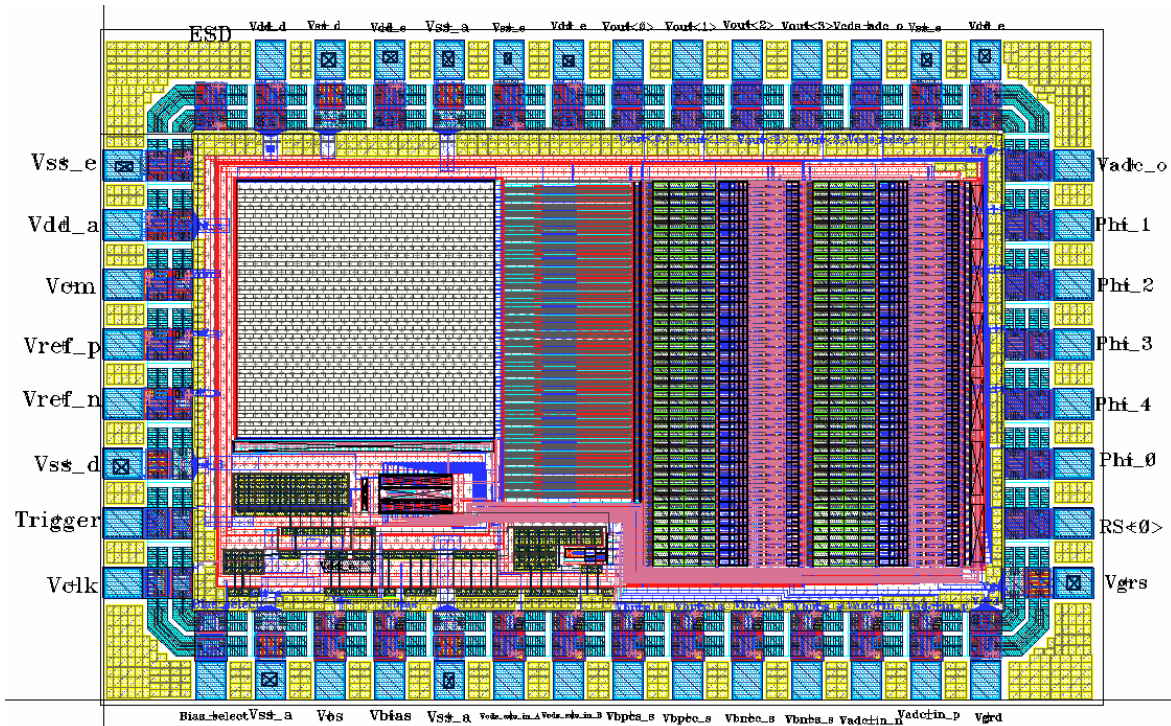 ESD
Vdd_d Vss_d Vdd_e Vss_a Vss_e Vdd_e Vout<0> Vout<1> Vout<2> Vout<3> Vcds_adc_o Vss_e Vdd_e
Vss_e
Vadc_o
Vdd_a
Phi_1
Vcm
Phi_2
Vref_p
Phi_3
Vref_n
Phi_4
Vss_d
Phi_0
Trigger
RS<0>
Vclk
Vgrs
Bias_select Vss_a Vbs Vbias Vss_a Vbpcs_s Vbpcc_s Vbncc_s Vbncs_s Vadcin_n Vadcin_p Vgrd